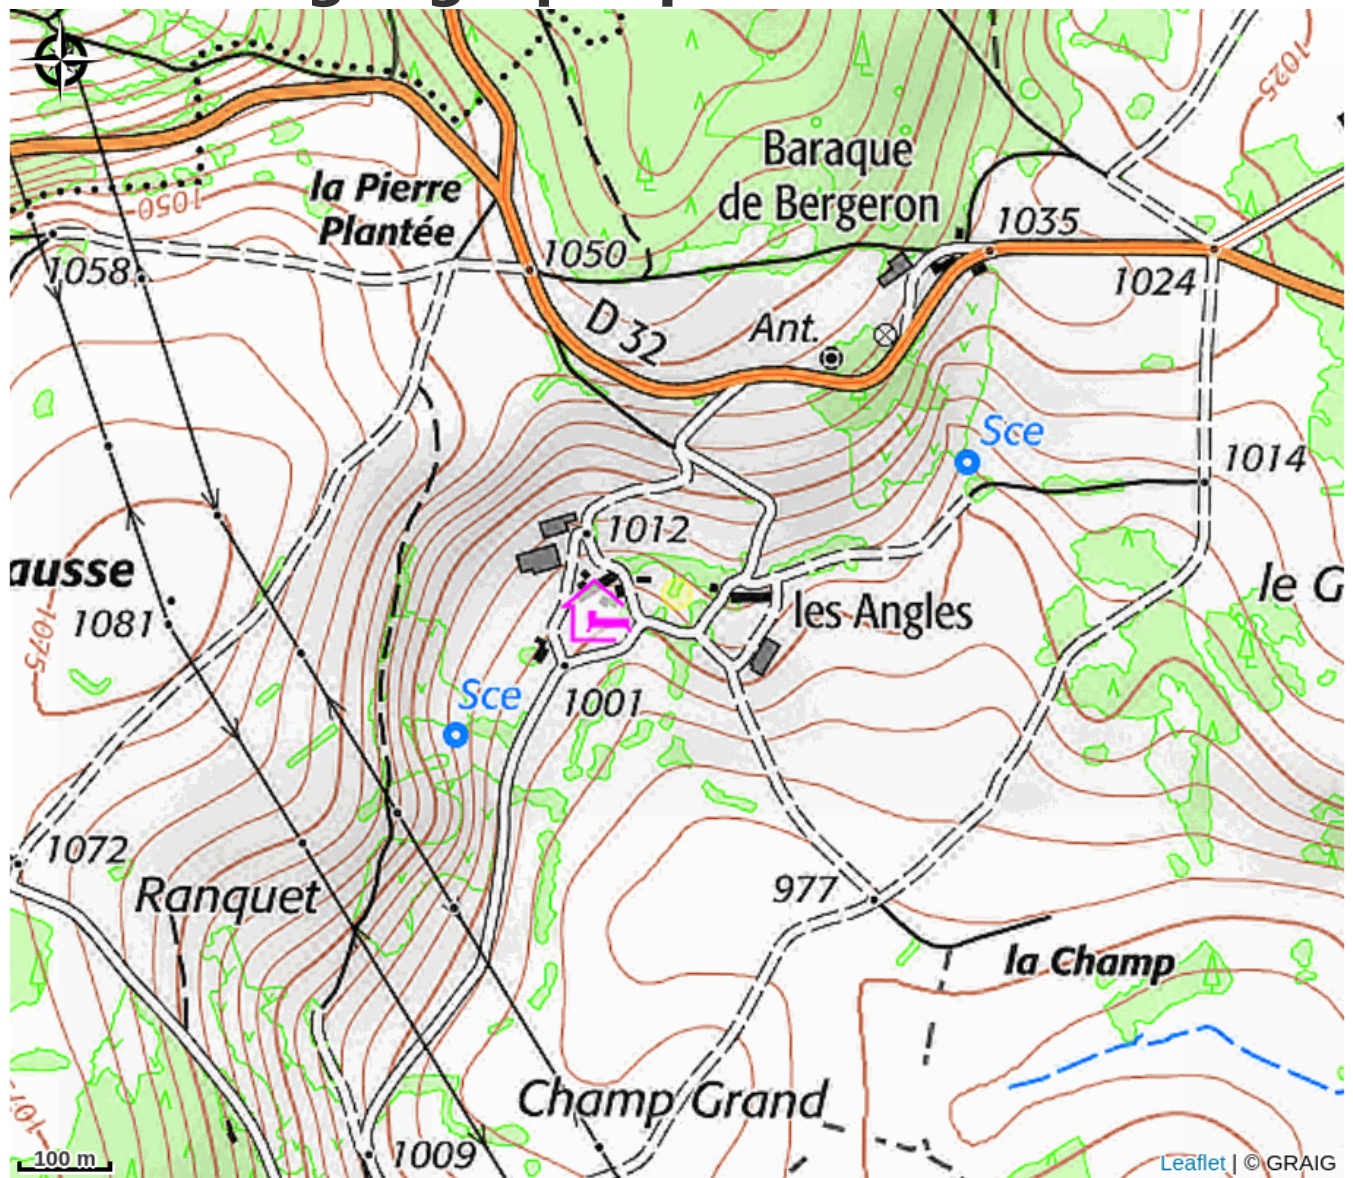 1025
Baraque
de Bergeron
la Pierre
Plantée
1050
1035
1050
1058
1024
D 32
Ant.
Sce
1014
1012
ausse
le G
1081
les Angles
1075
Sce
1001
1072
977
Ranquet
la Champ
Champ Grand
1009
100 m
Leaflet | © GRAIG